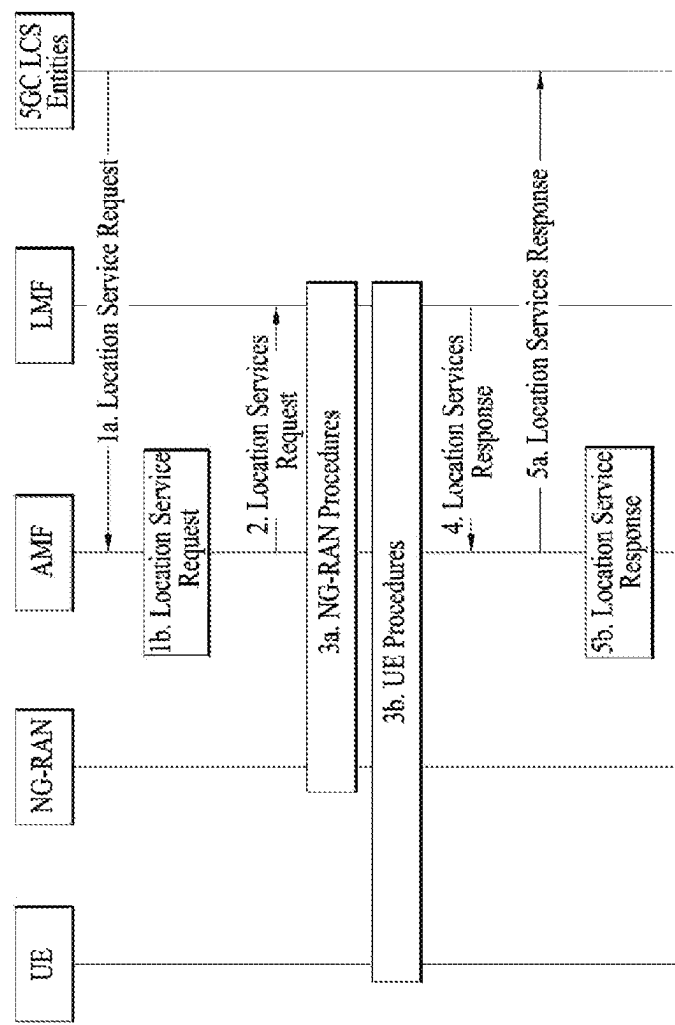 UE
NG-RAN
AMF
LMF
5GC LCS
Entities
1a. Location Service Request
1b. Location Service
Request
2. Location Services
Request
3a. NG-RAN Procedures
3b. UE Procedures
4. Location Services
Response
5a. Location Services Response
5b. Location Service
Response